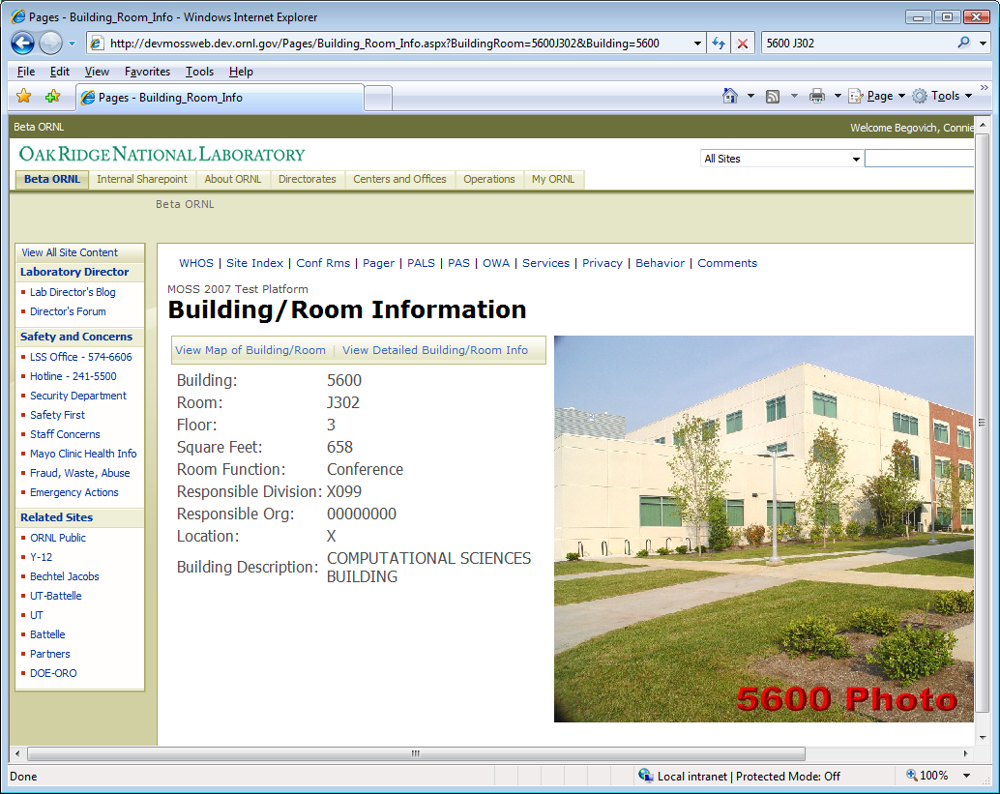 Pages - Building_Room_Info - Windows Internet Explorer
http://devmossweb.dev.ornl.gov/Pages/Building_Room_Info.aspx?BuildingRoom=5600J302&Building=5600
5600 J302
File Edit View Favorites Tools Help
Pages - Building_Room_Info
Page Tools
Beta ORNL
Welcome Begovich, Connie
OAK RIDGE NATIONAL LABORATORY
All Sites
Beta ORNL Internal Sharepoint About ORNL Directorates Centers and Offices Operations My ORNL
Beta ORNL
View All Site Content
Laboratory Director
Lab Director's Blog
Director's Forum
Safety and Concerns
LSS Office - 574-6606
Hotline - 241-5500
Security Department
Safety First
Staff Concerns
Mayo Clinic Health Info
Fraud, Waste, Abuse
Emergency Actions
Related Sites
ORNL Public
Y-12
Bechtel Jacobs
UT-Battelle
UT
Battelle
Partners
DOE-ORO
WHOS | Site Index | Conf Rms | Pager | PALS | PAS | OWA | Services | Privacy | Behavior | Comments
MOSS 2007 Test Platform
Building/Room Information
View Map of Building/Room | View Detailed Building/Room Info
Building: 5600
Room: J302
Floor: 3
Square Feet: 658
Room Function: Conference
Responsible Division: X099
Responsible Org: 00000000
Location: X
Building Description: COMPUTATIONAL SCIENCES
BUILDING
5600 Photo
Done
Local intranet | Protected Mode: Off
100%